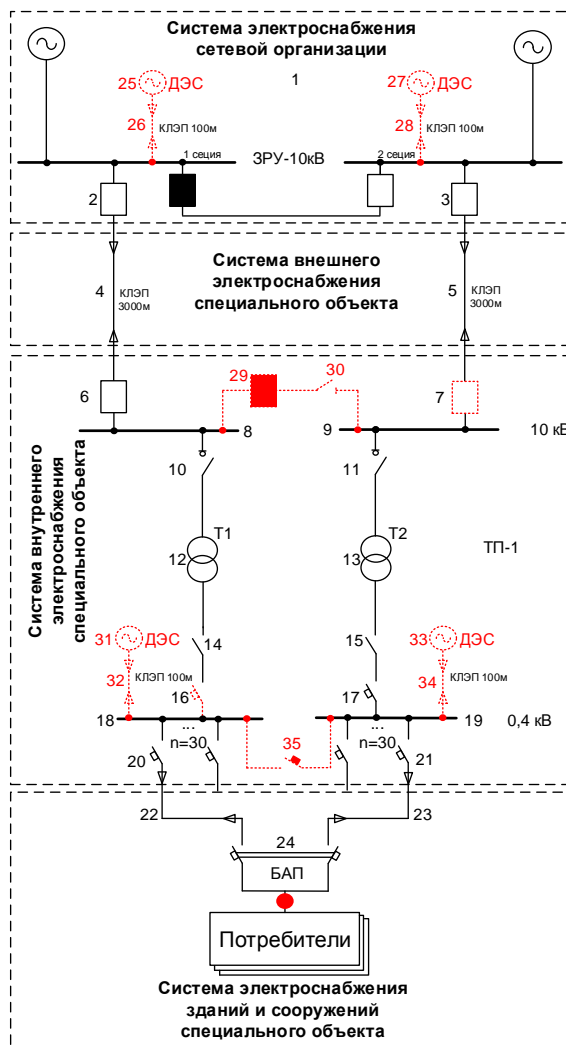 Система электроснабжения
сетевой организации
25 ДЭС
1
27 ДЭС
26 КЛЭП 100м
28 КЛЭП 100м
1 сеция
ЗРУ-10кВ
2 сеция
2
3
Система внешнего
электроснабжения
специального объекта
4 КЛЭП
3000м
5 КЛЭП
3000м
Система внутреннего
электроснабжения
специального объекта
6
29
30
7
8
9
10 кВ
10
11
Т1
12
Т2
13
ТП-1
31 ДЭС
14
15
33 ДЭС
32 КЛЭП 100м
16
17
34 КЛЭП 100м
18
19
0,4 кВ
...
n=30
35
...
n=30
20
21
22
23
24
БАП
Потребители
Система электроснабжения
зданий и сооружений
специального объекта